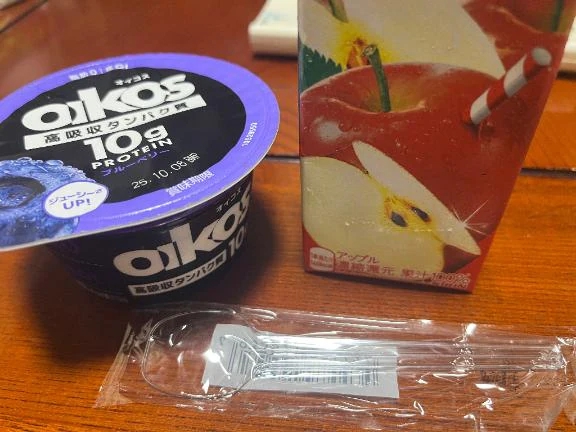 脂肪0
オイコス
oikos
高吸収タンパク質
10g
PROTEIN
ブルーベリー
25.10.08
賞味期限
ジューシーさ
UP!
オイコス
oikos
高吸収タンパク質
10g
アップル
濃縮還元 果汁100%